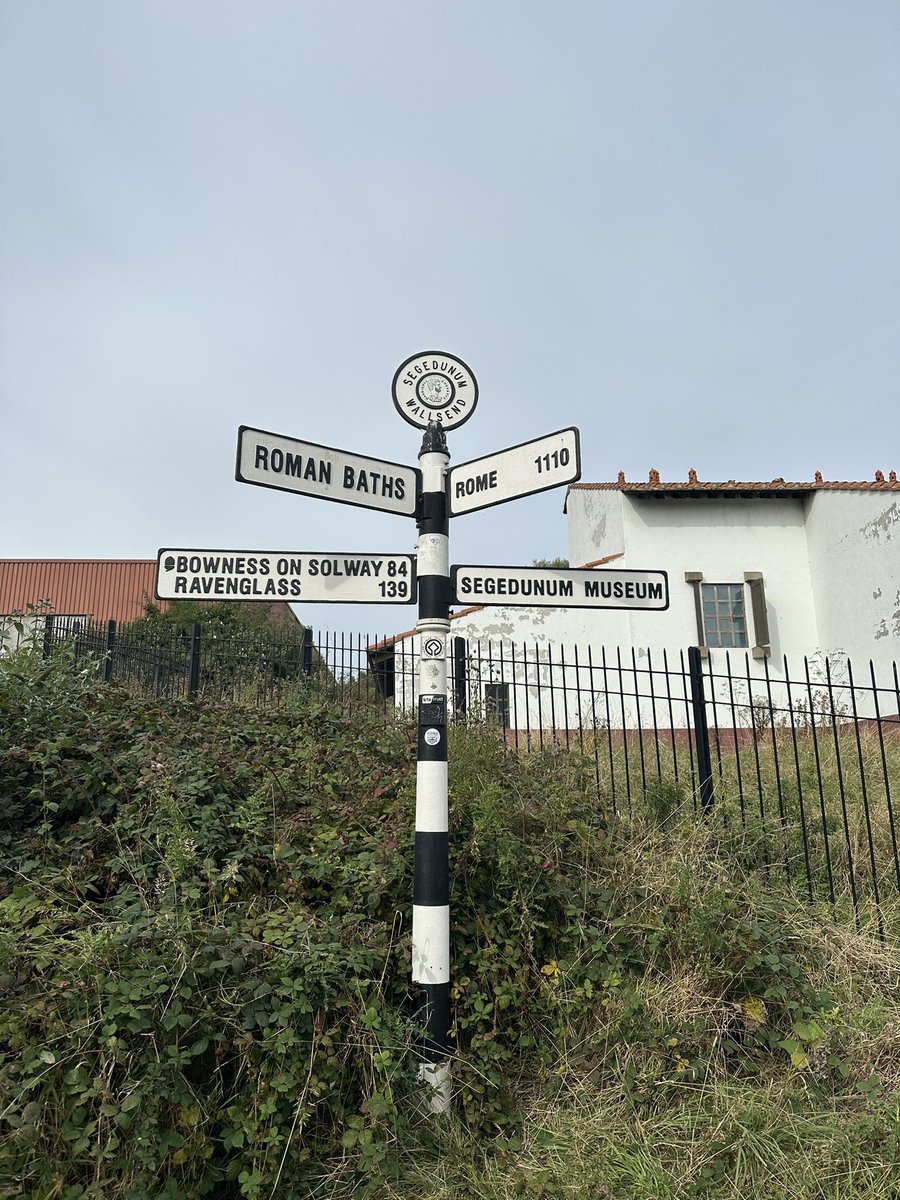 SEGEDUNUM
WALLSEND
ROMAN BATHS
ROME 1110
BOWNESS ON SOLWAY 84
RAVENGLASS 139
SEGEDUNUM MUSEUM